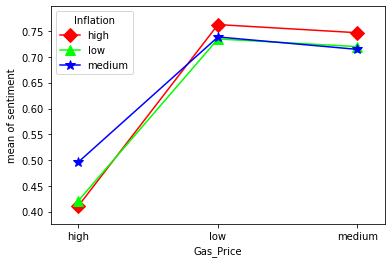 Inflation
high
low
medium
mean of sentiment
0.75
0.70
0.65
0.60
0.55
0.50
0.45
0.40
high low medium
Gas_Price